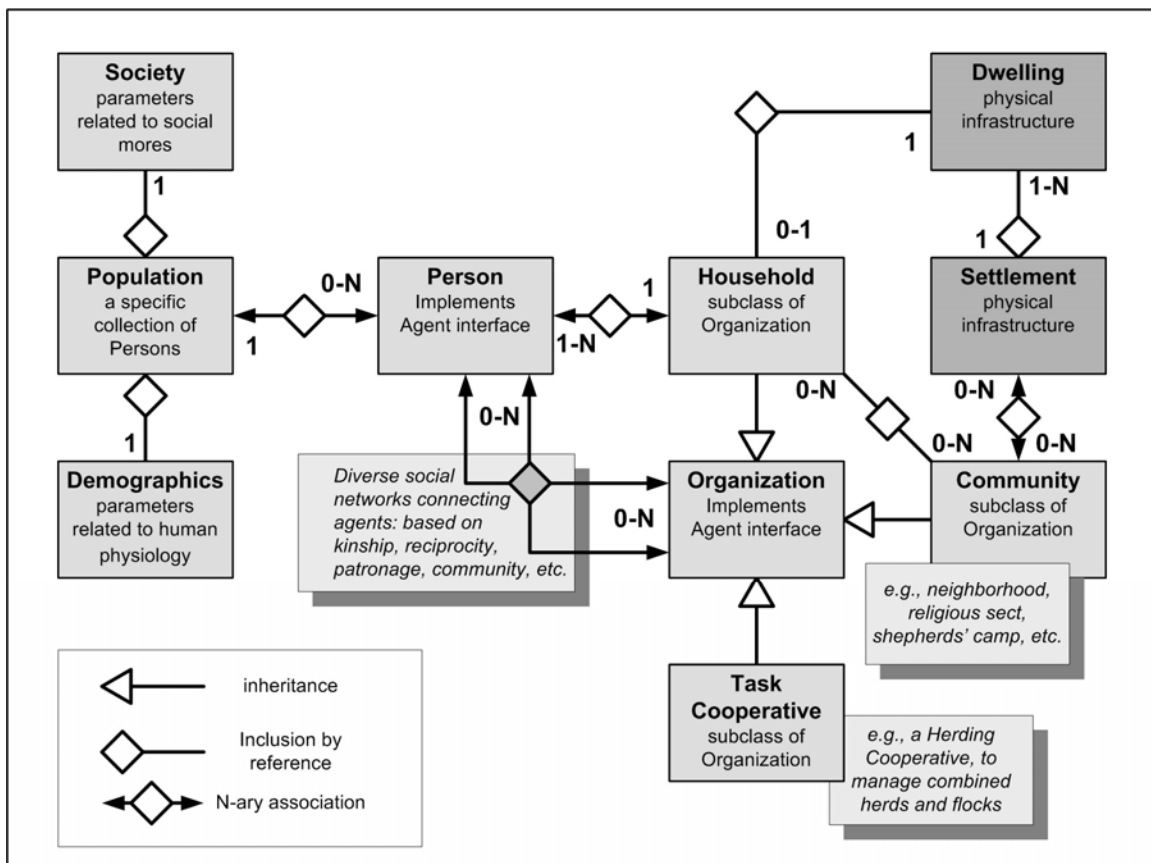 Society
parameters
related to social
mores
1
Population
a specific
collection of
Persons
1
0-N
1
Demographics
parameters
related to human
physiology
Person
Implements
Agent interface
1-N
1
0-N
Diverse social
networks connecting
agents: based on
kinship, reciprocity,
patronage, community, etc.
0-N
Household
subclass of
Organization
0-1
1
0-N
0-N
Dwelling
physical
infrastructure
1-N
1
Settlement
physical
infrastructure
0-N
0-N
Organization
Implements
Agent interface
Community
subclass of
Organization
e.g., neighborhood,
religious sect,
shepherds' camp, etc.
Task
Cooperative
subclass of
Organization
e.g., a Herding
Cooperative, to
manage combined
herds and flocks
inheritance
Inclusion by
reference
N-ary association